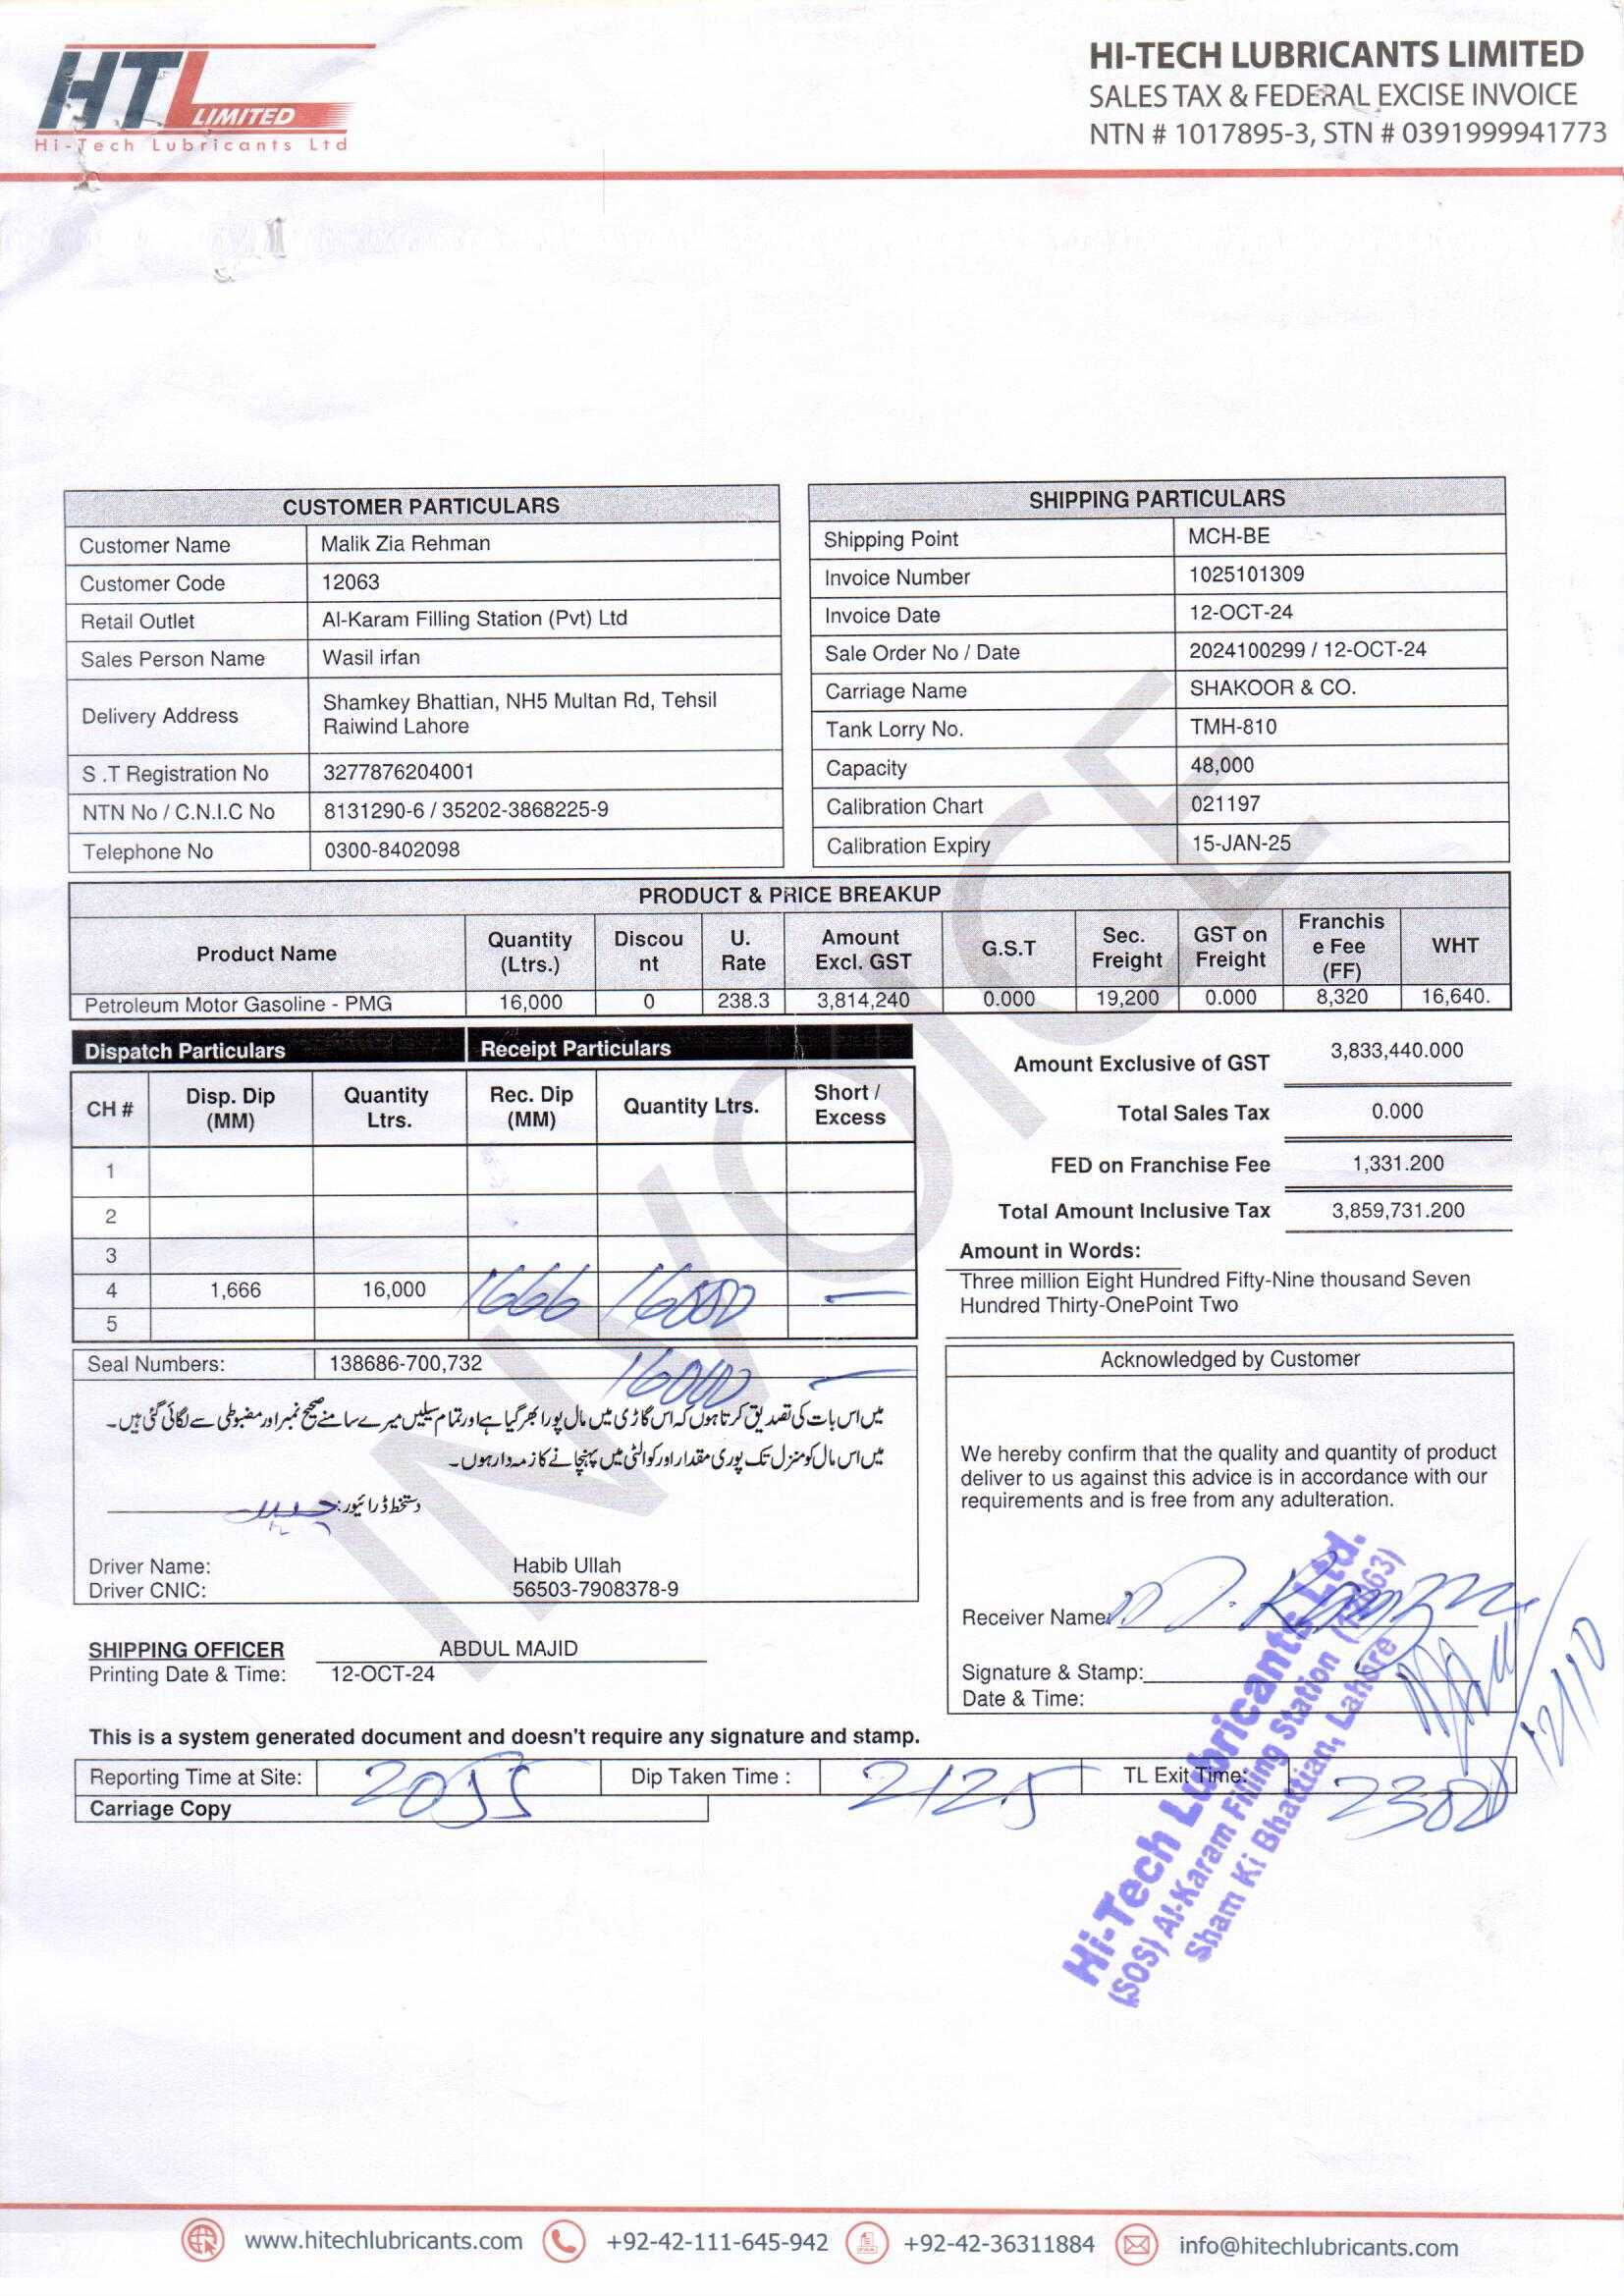 HTL LIMITED
Hi-Tech Lubricants Ltd
HI-TECH LUBRICANTS LIMITED
SALES TAX & FEDERAL EXCISE INVOICE
NTN # 1017895-3, STN # 0391999941773
INVOICE
CUSTOMER PARTICULARS
Customer Name Malik Zia Rehman
Customer Code 12063
Retail Outlet Al-Karam Filling Station (Pvt) Ltd
Sales Person Name Wasil irfan
Delivery Address Shamkey Bhattian, NH5 Multan Rd, Tehsil
Raiwind Lahore
S .T Registration No 3277876204001
NTN No / C.N.I.C No 8131290-6 / 35202-3868225-9
Telephone No 0300-8402098
SHIPPING PARTICULARS
Shipping Point MCH-BE
Invoice Number 1025101309
Invoice Date 12-OCT-24
Sale Order No / Date 2024100299 / 12-OCT-24
Carriage Name SHAKOOR & CO.
Tank Lorry No. TMH-810
Capacity 48,000
Calibration Chart 021197
Calibration Expiry 15-JAN-25
PRODUCT & PRICE BREAKUP
Product Name Quantity (Ltrs.) Discou nt U. Rate Amount Excl. GST G.S.T Sec. Freight GST on Freight Franchis e Fee (FF) WHT
Petroleum Motor Gasoline - PMG 16,000 0 238.3 3,814,240 0.000 19,200 0.000 8,320 16,640.
Dispatch Particulars Receipt Particulars
CH # Disp. Dip (MM) Quantity Ltrs. Rec. Dip (MM) Quantity Ltrs. Short / Excess
1
2
3
4 1,666 16,000 1666 16000 —
5
Seal Numbers: 138686-700,732 16000 —
Amount Exclusive of GST 3,833,440.000
Total Sales Tax 0.000
FED on Franchise Fee 1,331.200
Total Amount Inclusive Tax 3,859,731.200
Amount in Words:
Three million Eight Hundred Fifty-Nine thousand Seven
Hundred Thirty-OnePoint Two
میں اس بات کی تصدیق کرتا ہوں کہ اس گاڑی میں مال پورا بھر گیا ہے اور تمام سیلیں میرے سامنے صحیح نمبر اور مضبوطی سے لگائی گئی ہیں۔
میں اس مال کو منزل تک پوری مقدار اور کوالٹی میں پہنچانے کا زمہ دار ہوں۔
دستخط ڈرائیور:
Driver Name: Habib Ullah
Driver CNIC: 56503-7908378-9
Acknowledged by Customer
We hereby confirm that the quality and quantity of product
deliver to us against this advice is in accordance with our
requirements and is free from any adulteration.
Receiver Name:
Signature & Stamp:
Date & Time:
12/10
Hi-Tech Lubricants Ltd.
(SOS) Al-Karam Filling Station (12063)
Sham Ki Bhattian, Lahore
SHIPPING OFFICER ABDUL MAJID
Printing Date & Time: 12-OCT-24
This is a system generated document and doesn't require any signature and stamp.
Reporting Time at Site: 2055 Dip Taken Time : 2125 TL Exit Time: 2300
Carriage Copy
www.hitechlubricants.com +92-42-111-645-942 +92-42-36311884 info@hitechlubricants.com